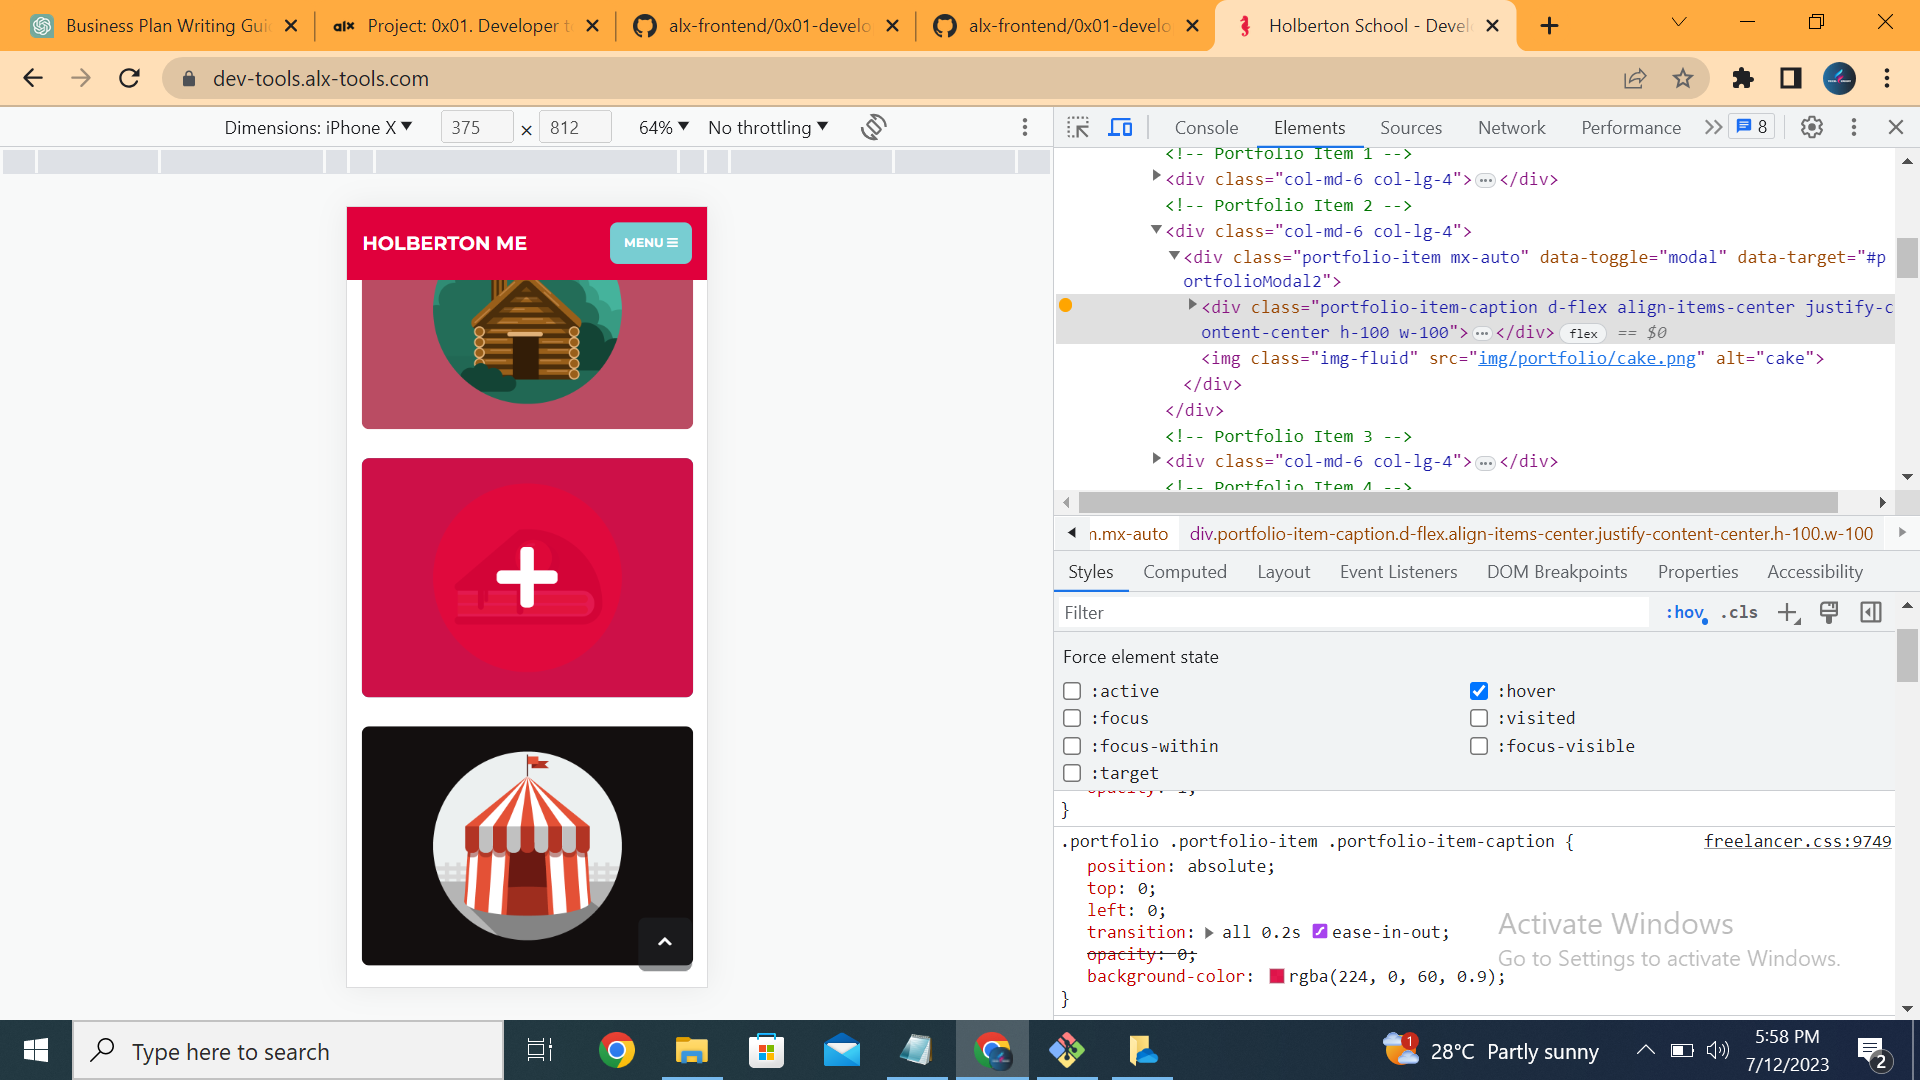 Business Plan Writing Gui
alx Project: 0x01. Developer t
alx-frontend/0x01-develo
alx-frontend/0x01-develo
Holberton School - Devel
dev-tools.alx-tools.com
Dimensions: iPhone X ▼ 375 × 812 64% ▼ No throttling ▼
Console Elements Sources Network Performance 8
HOLBERTON ME
MENU
<!-- Portfolio Item 1 -->
<div class="col-md-6 col-lg-4"> … </div>
<!-- Portfolio Item 2 -->
<div class="col-md-6 col-lg-4">
<div class="portfolio-item mx-auto" data-toggle="modal" data-target="#p
ortfolioModal2">
<div class="portfolio-item-caption d-flex align-items-center justify-c
ontent-center h-100 w-100"> … </div> flex == $0
<img class="img-fluid" src="img/portfolio/cake.png" alt="cake">
</div>
</div>
<!-- Portfolio Item 3 -->
<div class="col-md-6 col-lg-4"> … </div>
<!-- Portfolio Item 4 -->
m.mx-auto div.portfolio-item-caption.d-flex.align-items-center.justify-content-center.h-100.w-100
Styles Computed Layout Event Listeners DOM Breakpoints Properties Accessibility
Filter :hov .cls
Force element state
:active :hover
:focus :visited
:focus-within :focus-visible
:target
opacity: 1;
}
.portfolio .portfolio-item .portfolio-item-caption { freelancer.css:9749
position: absolute;
top: 0;
left: 0;
transition: all 0.2s ease-in-out;
opacity: 0;
background-color: rgba(224, 0, 60, 0.9);
}
Activate Windows
Go to Settings to activate Windows.
Type here to search
1
28°C Partly sunny
5:58 PM
7/12/2023
2